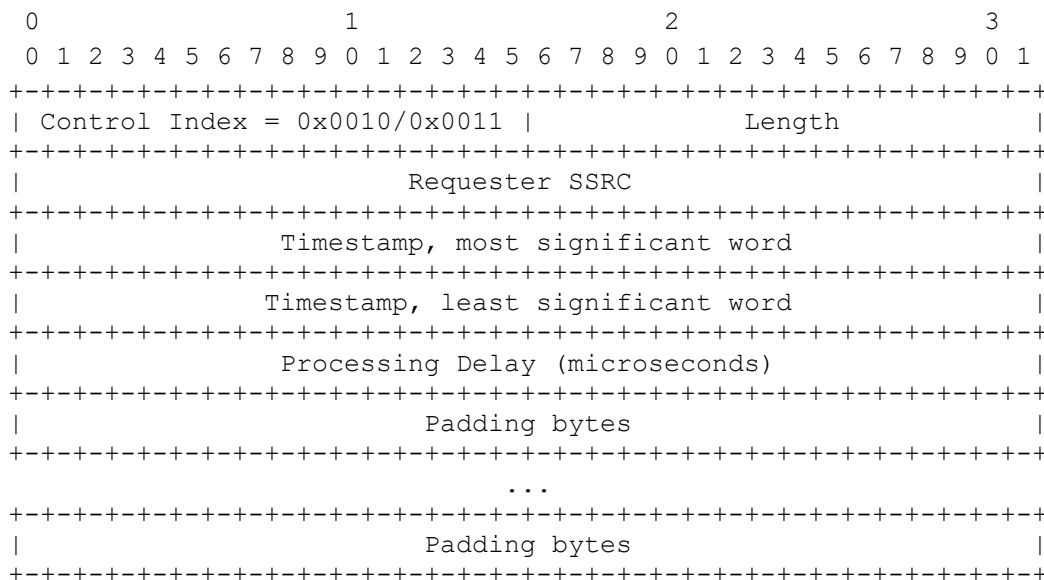 0                   1                   2                   3
 0 1 2 3 4 5 6 7 8 9 0 1 2 3 4 5 6 7 8 9 0 1 2 3 4 5 6 7 8 9 0 1
+-+-+-+-+-+-+-+-+-+-+-+-+-+-+-+-+-+-+-+-+-+-+-+-+-+-+-+-+-+-+-+-+
| Control Index = 0x0010/0x0011 |             Length            |
+-+-+-+-+-+-+-+-+-+-+-+-+-+-+-+-+-+-+-+-+-+-+-+-+-+-+-+-+-+-+-+-+
|                        Requester SSRC                         |
+-+-+-+-+-+-+-+-+-+-+-+-+-+-+-+-+-+-+-+-+-+-+-+-+-+-+-+-+-+-+-+-+
|                Timestamp, most significant word               |
+-+-+-+-+-+-+-+-+-+-+-+-+-+-+-+-+-+-+-+-+-+-+-+-+-+-+-+-+-+-+-+-+
|               Timestamp, least significant word               |
+-+-+-+-+-+-+-+-+-+-+-+-+-+-+-+-+-+-+-+-+-+-+-+-+-+-+-+-+-+-+-+-+
|                Processing Delay (microseconds)                |
+-+-+-+-+-+-+-+-+-+-+-+-+-+-+-+-+-+-+-+-+-+-+-+-+-+-+-+-+-+-+-+-+
|                         Padding bytes                         |
+-+-+-+-+-+-+-+-+-+-+-+-+-+-+-+-+-+-+-+-+-+-+-+-+-+-+-+-+-+-+-+-+
                               ...
+-+-+-+-+-+-+-+-+-+-+-+-+-+-+-+-+-+-+-+-+-+-+-+-+-+-+-+-+-+-+-+-+
|                         Padding bytes                         |
+-+-+-+-+-+-+-+-+-+-+-+-+-+-+-+-+-+-+-+-+-+-+-+-+-+-+-+-+-+-+-+-+